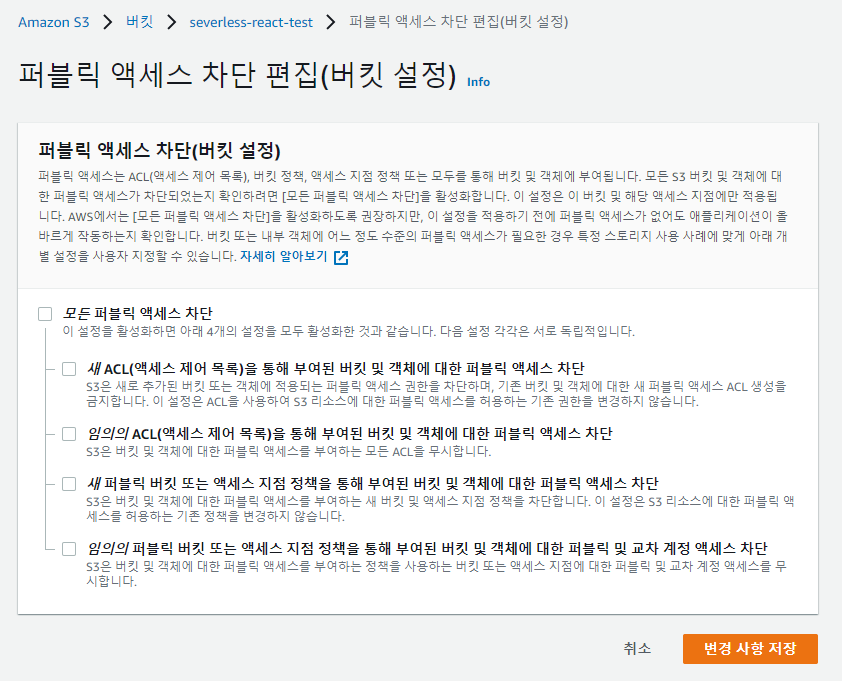 Amazon S3 > 버킷 > severless-react-test > 퍼블릭 액세스 차단 편집(버킷 설정)
퍼블릭 액세스 차단 편집(버킷 설정) Info
퍼블릭 액세스 차단(버킷 설정)
퍼블릭 액세스는 ACL(액세스 제어 목록), 버킷 정책, 액세스 지점 정책 또는 모두를 통해 버킷 및 객체에 부여됩니다. 모든 S3 버킷 및 객체에 대
한 퍼블릭 액세스가 차단되었는지 확인하려면 [모든 퍼블릭 액세스 차단]을 활성화합니다. 이 설정은 이 버킷 및 해당 액세스 지점에만 적용됩
니다. AWS에서는 [모든 퍼블릭 액세스 차단]을 활성화하도록 권장하지만, 이 설정을 적용하기 전에 퍼블릭 액세스가 없어도 애플리케이션이 올
바르게 작동하는지 확인합니다. 버킷 또는 내부 객체에 어느 정도 수준의 퍼블릭 액세스가 필요한 경우 특정 스토리지 사용 사례에 맞게 아래 개
별 설정을 사용자 지정할 수 있습니다. 자세히 알아보기
모든 퍼블릭 액세스 차단
이 설정을 활성화하면 아래 4개의 설정을 모두 활성화한 것과 같습니다. 다음 설정 각각은 서로 독립적입니다.
새 ACL(액세스 제어 목록)을 통해 부여된 버킷 및 객체에 대한 퍼블릭 액세스 차단
S3은 새로 추가된 버킷 또는 객체에 적용되는 퍼블릭 액세스 권한을 차단하며, 기존 버킷 및 객체에 대한 새 퍼블릭 액세스 ACL 생성을
금지합니다. 이 설정은 ACL을 사용하여 S3 리소스에 대한 퍼블릭 액세스를 허용하는 기존 권한을 변경하지 않습니다.
임의의 ACL(액세스 제어 목록)을 통해 부여된 버킷 및 객체에 대한 퍼블릭 액세스 차단
S3은 버킷 및 객체에 대한 퍼블릭 액세스를 부여하는 모든 ACL을 무시합니다.
새 퍼블릭 버킷 또는 액세스 지점 정책을 통해 부여된 버킷 및 객체에 대한 퍼블릭 액세스 차단
S3은 버킷 및 객체에 대한 퍼블릭 액세스를 부여하는 새 버킷 및 액세스 지점 정책을 차단합니다. 이 설정은 S3 리소스에 대한 퍼블릭 액
세스를 허용하는 기존 정책을 변경하지 않습니다.
임의의 퍼블릭 버킷 또는 액세스 지점 정책을 통해 부여된 버킷 및 객체에 대한 퍼블릭 및 교차 계정 액세스 차단
S3은 버킷 및 객체에 대한 퍼블릭 액세스를 부여하는 정책을 사용하는 버킷 또는 액세스 지점에 대한 퍼블릭 및 교차 계정 액세스를 무
시합니다.
취소 변경 사항 저장